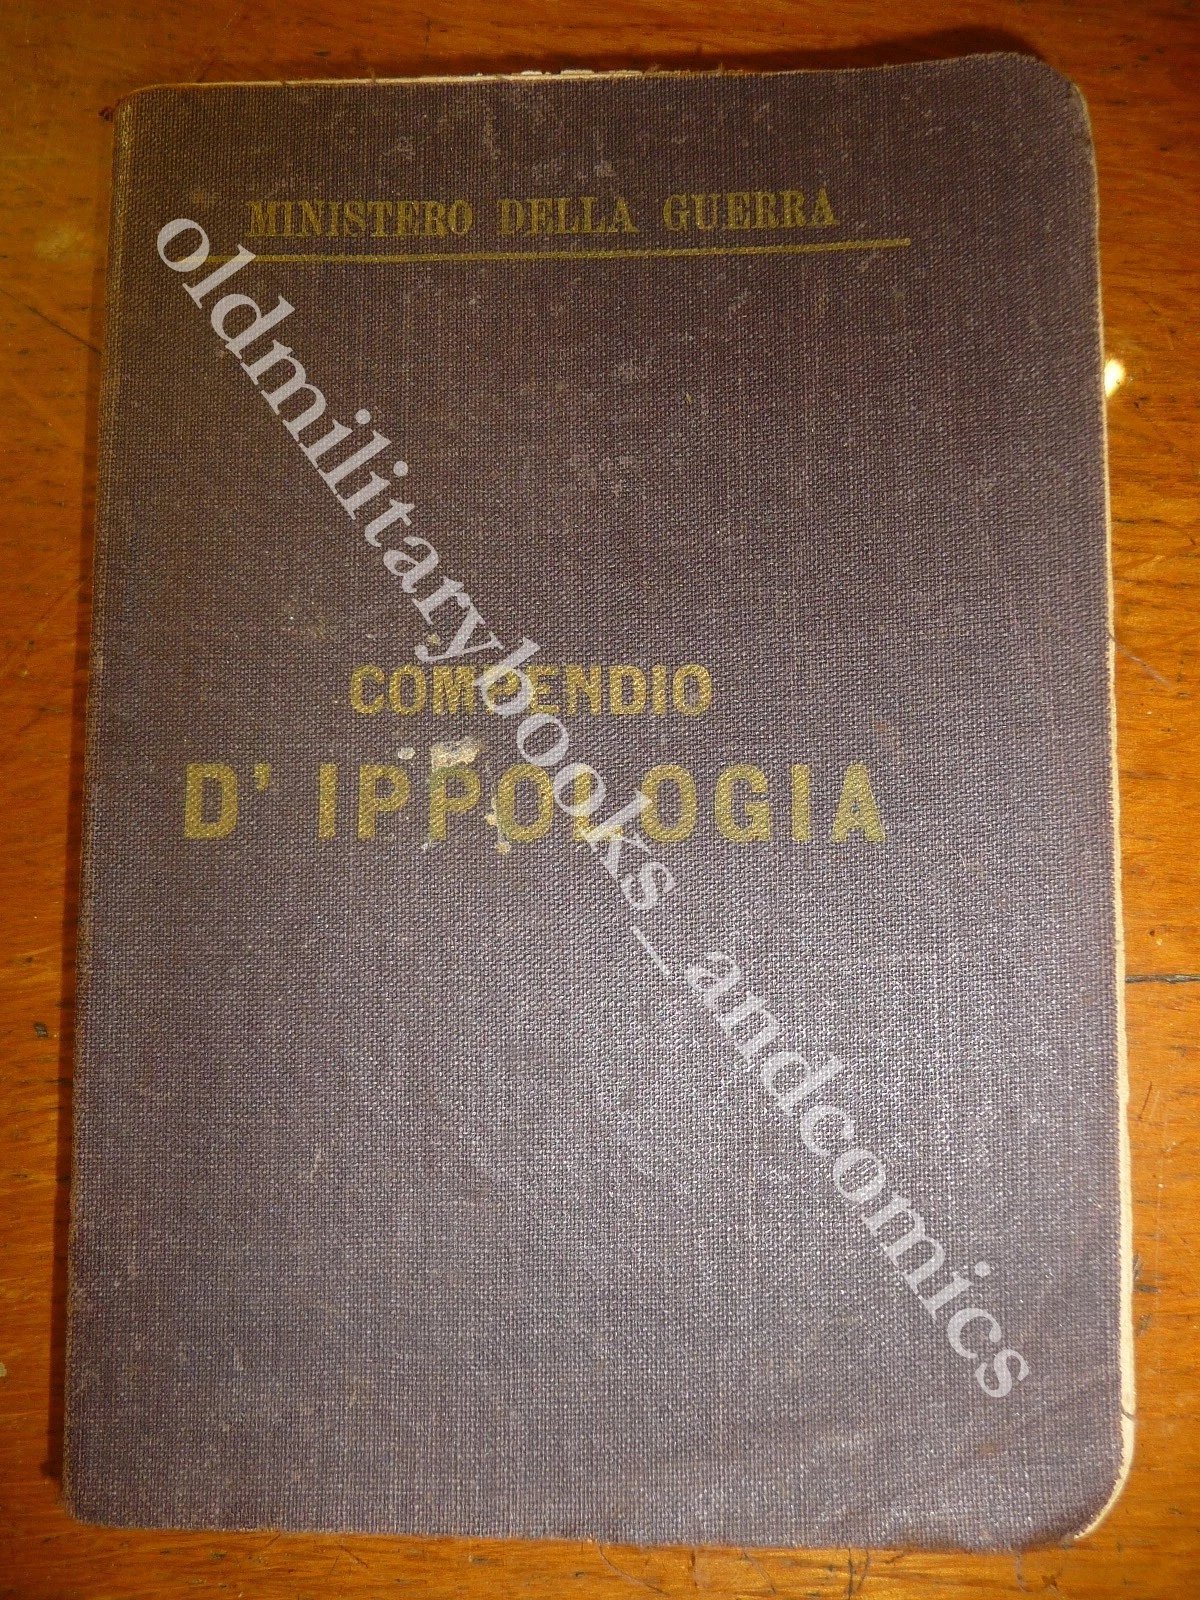 MINISTERO DELLA GUERRA
COMPENDIO
D' IPPOLOGIA
oldmilitarybooks_andcomics